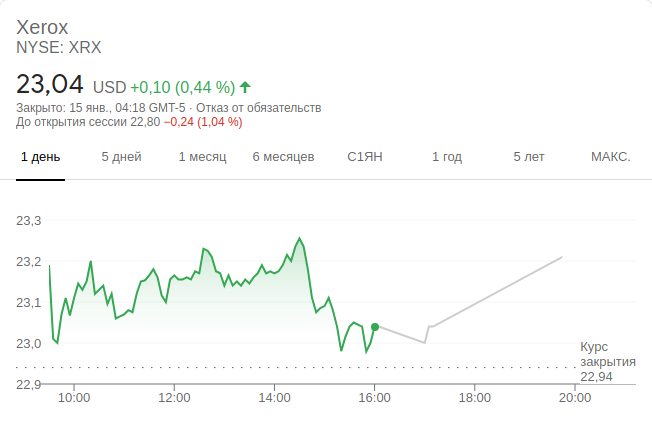 Xerox
NYSE: XRX
23,04 USD +0,10 (0,44 %)
Закрыто: 15 янв., 04:18 GMT-5 · Отказ от обязательств
До открытия сессии 22,80 −0,24 (1,04 %)
1 день 5 дней 1 месяц 6 месяцев С1ЯН 1 год 5 лет МАКС.
23,3
23,2
23,1
23,0
Курс
закрытия
22,94
22,9
10:00 12:00 14:00 16:00 18:00 20:00